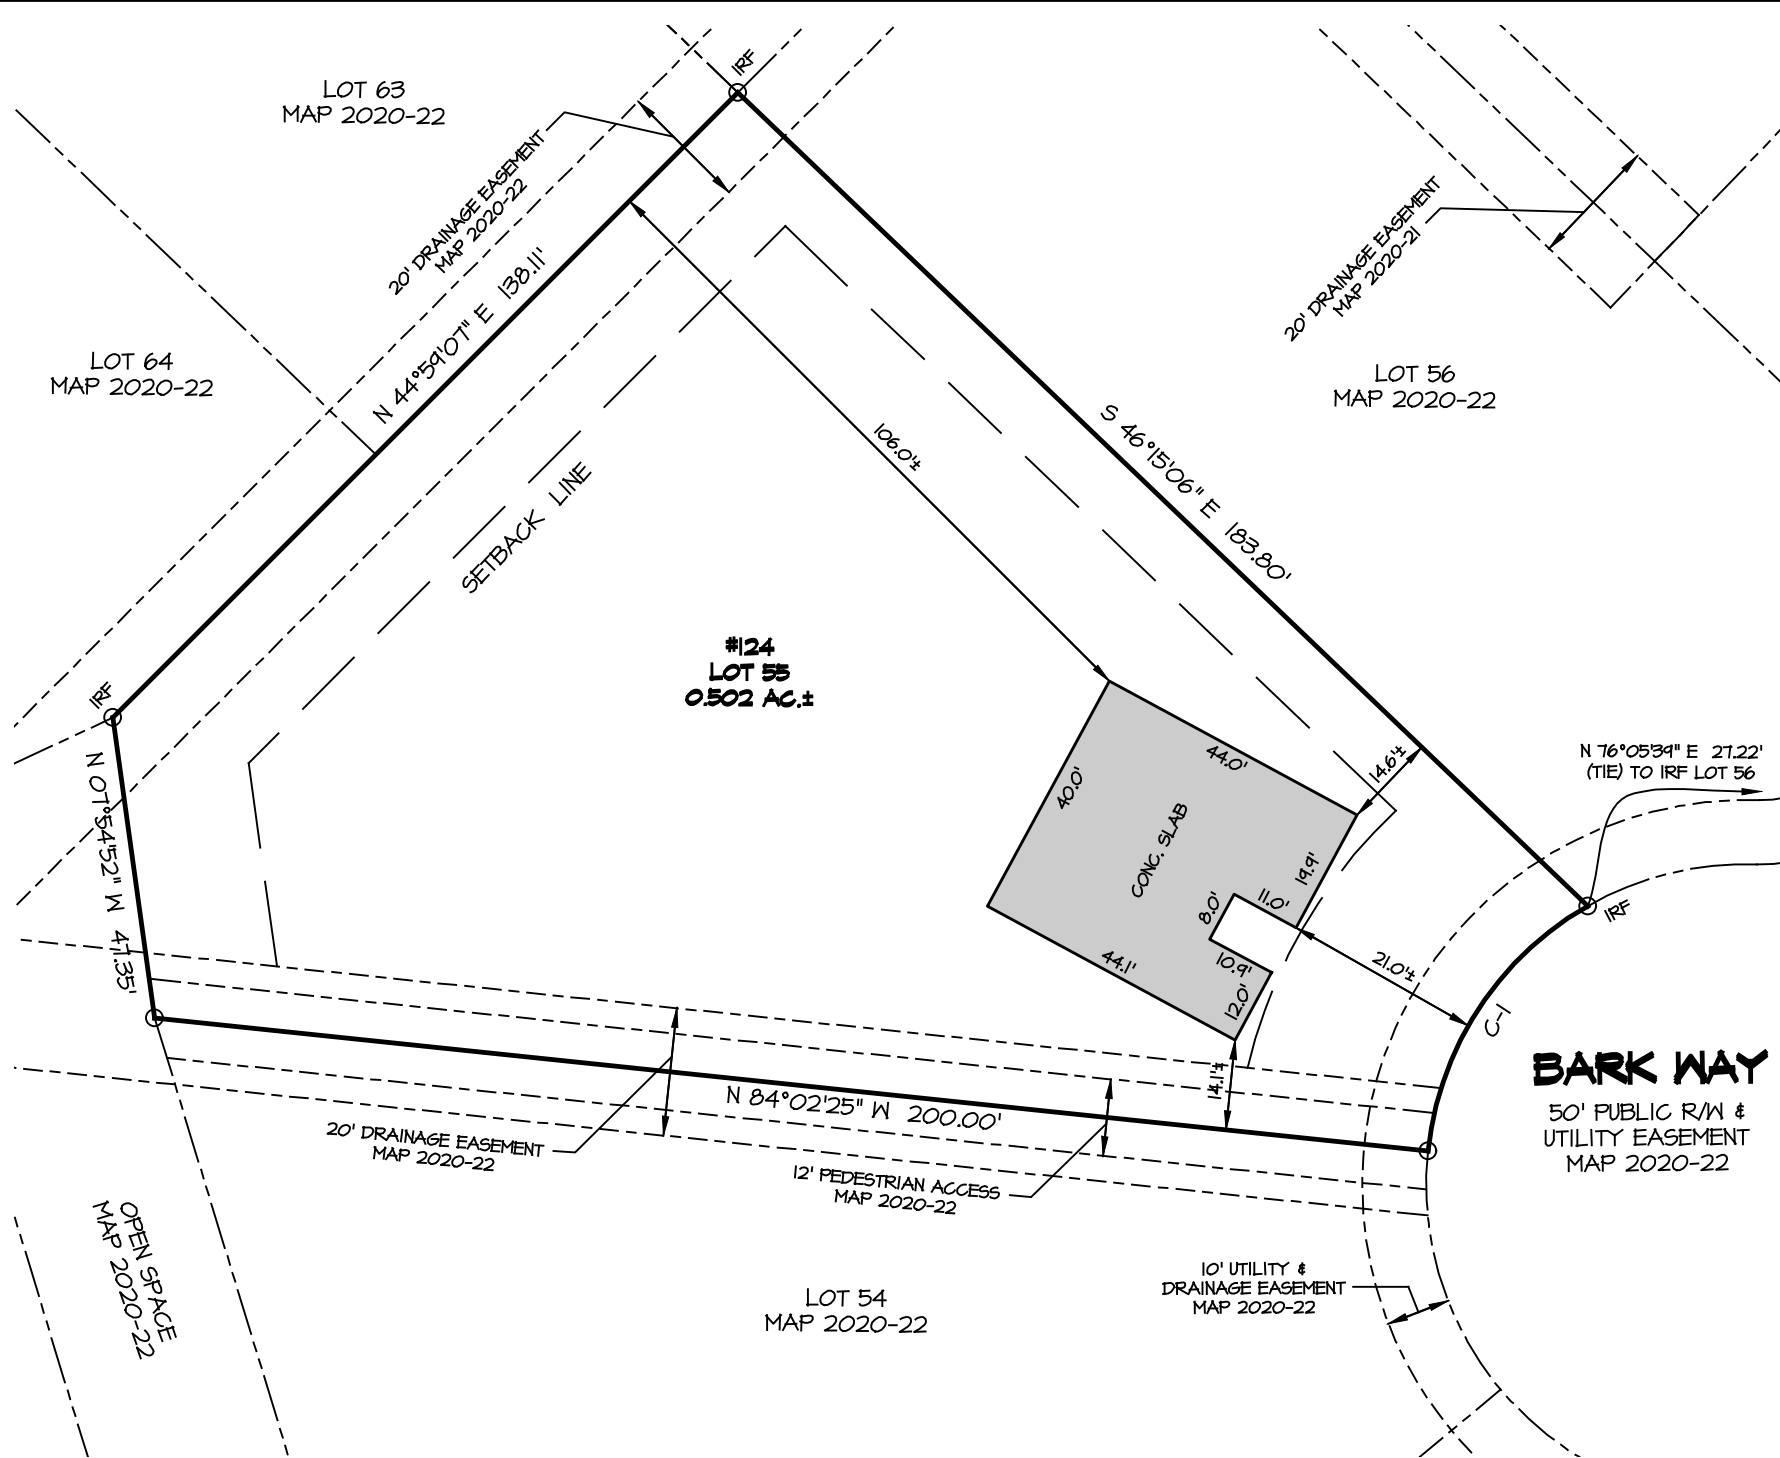 LOT 63
MAP 2020-22
IRF
20' DRAINAGE EASEMENT
MAP 2020-22
N 44°59'07" E 138.11'
20' DRAINAGE EASEMENT
MAP 2020-21
LOT 64
MAP 2020-22
LOT 56
MAP 2020-22
S 46°15'06" E 183.80'
106.0'±
SETBACK LINE
#124
LOT 55
0.502 AC.±
IRF
N 07°54'52" W 47.35'
44.0'
40.0'
CONC. SLAB
14.6'±
19.9'
11.0'
8.0'
10.9'
12.0'
44.1'
21.0'±
14.1'±
N 76°05'39" E 27.22'
(TIE) TO IRF LOT 56
IRF
C-1
BARK WAY
50' PUBLIC R/W &
UTILITY EASEMENT
MAP 2020-22
N 84°02'25" W 200.00'
20' DRAINAGE EASEMENT
MAP 2020-22
12' PEDESTRIAN ACCESS
MAP 2020-22
OPEN SPACE
MAP 2020-22
LOT 54
MAP 2020-22
10' UTILITY &
DRAINAGE EASEMENT
MAP 2020-22